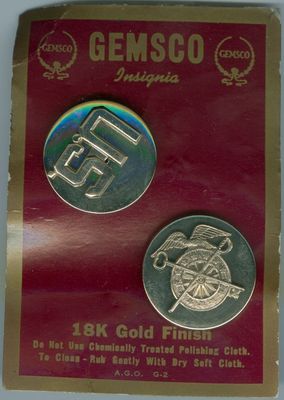 GEMSCO
GEMSCO
GEMSCO
Insignia
US
18K Gold Finish
Do Not Use Chemically Treated Polishing Cloth.
To Clean - Rub Gently With Dry Soft Cloth.
A.G.O. G-2